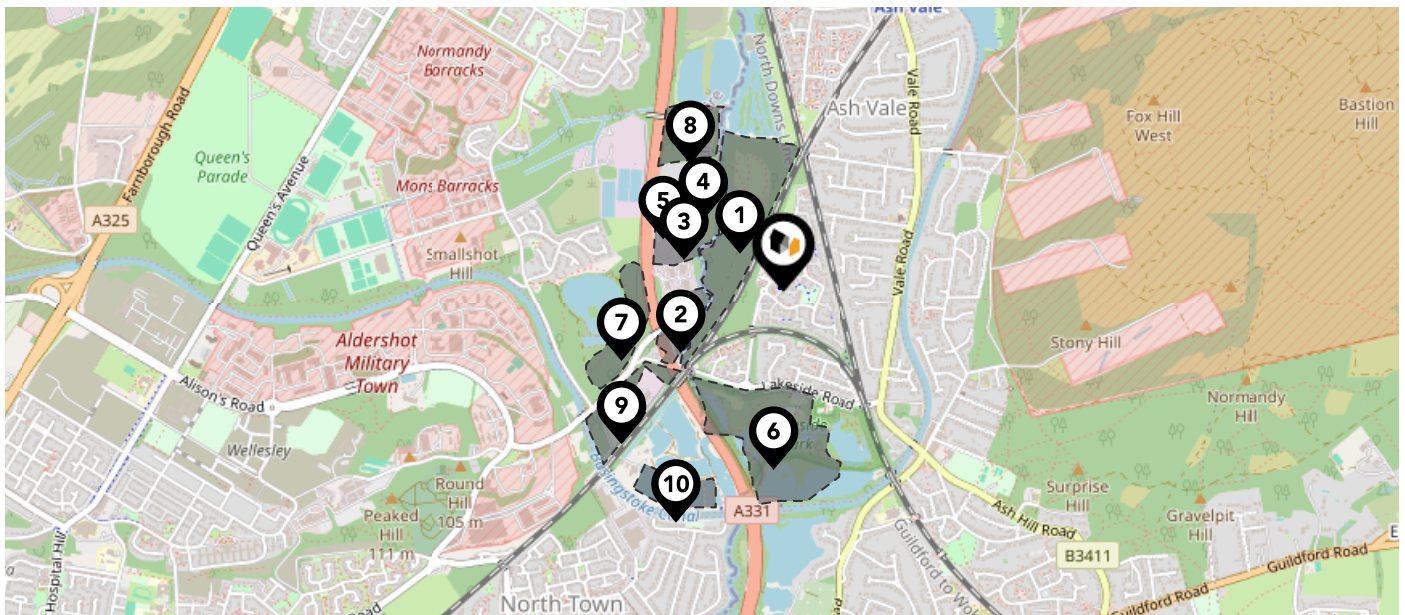 Ash Vale
Normandy
Barracks
North Downs Line
Vale Road
Ash Vale
Fox Hill
West
Bastion
Hill
Farnborough Road
Queen's
Parade
Queen's Avenue
Mons Barracks
A325
8
4
5
3
1
Smallshot
Hill
Vale Road
7
2
Aldershot
Military
Town
Stony Hill
Alison's Road
Lakeside Road
Normandy
Hill
9
6
Wellesley
10
Basingstoke Canal
A331
Round
Hill
105 m
Peaked
Hill
111 m
Surprise
Hill
Gravelpit
Hill
Ash Hill Road
B3411
Guildford Road
Guildford Road
Hospital Hill
North Town